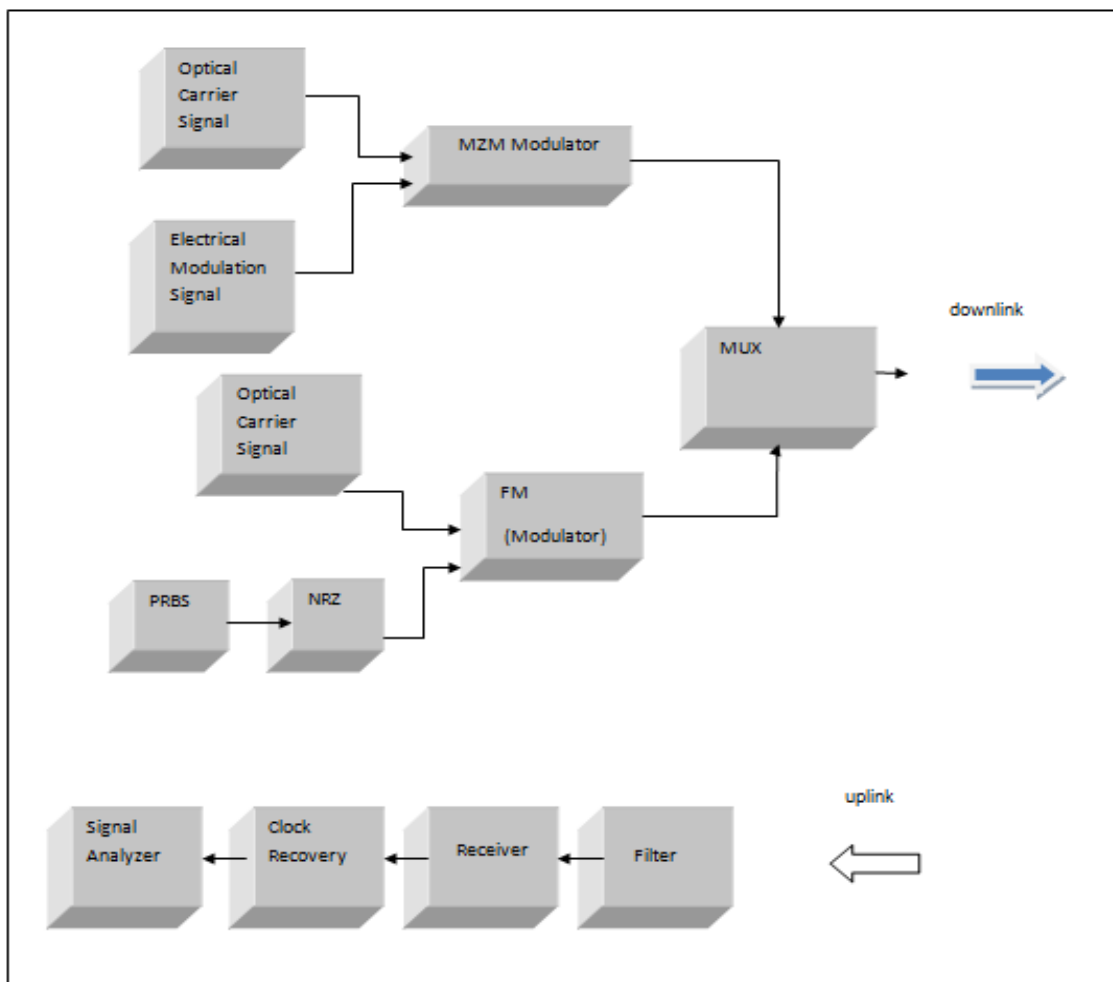 Optical
Carrier
Signal
MZM Modulator
Electrical
Modulation
Signal
downlink
MUX
Optical
Carrier
Signal
FM
(Modulator)
PRBS
NRZ
uplink
Signal
Analyzer
Clock
Recovery
Receiver
Filter